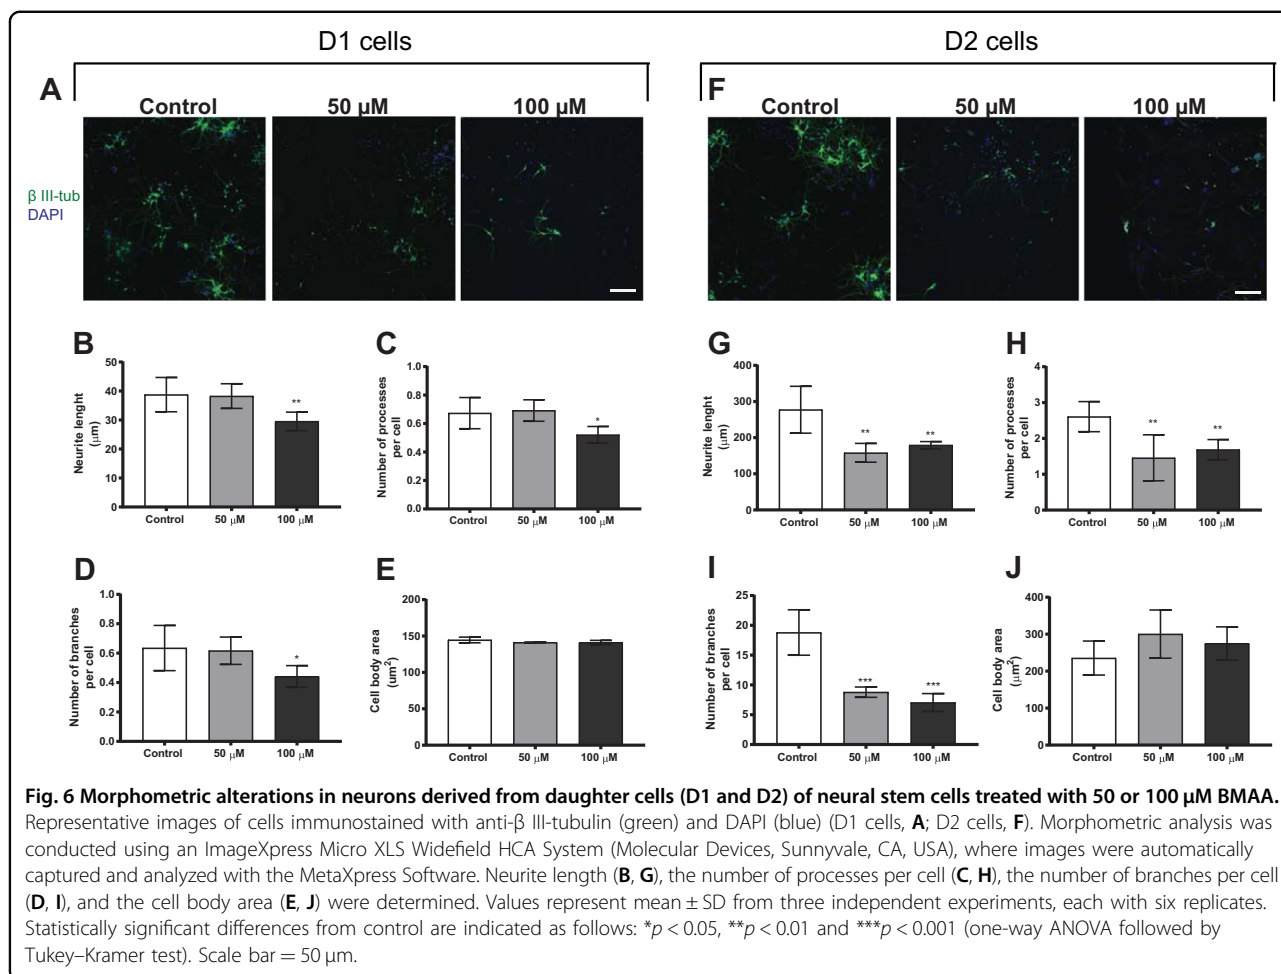 D1 cells
D2 cells
A
Control
50 µM
100 µM
F
Control
50 µM
100 µM
β III-tub
DAPI
B
Neurite lenght
(µm)
50
40
30
20
10
0
**
Control
50 µM
100 µM
C
Number of processes
per cell
1.0
0.8
0.6
0.4
0.2
0.0
*
Control
50 µM
100 µM
G
Neurite lenght
(µm)
400
300
200
100
0
**
**
Control
50 µM
100 µM
H
Number of processes
per cell
4
3
2
1
0
**
**
Control
50 µM
100 µM
D
Number of branches
per cell
1.0
0.8
0.6
0.4
0.2
0.0
*
Control
50 µM
100 µM
E
Cell body area
(um²)
200
150
100
50
0
Control
50 µM
100 µM
I
Number of branches
per cell
25
20
15
10
5
0
***
***
Control
50 µM
100 µM
J
Cell body area
(µm²)
400
300
200
100
0
Control
50 µM
100 µM
Fig. 6 Morphometric alterations in neurons derived from daughter cells (D1 and D2) of neural stem cells treated with 50 or 100 µM BMAA.
Representative images of cells immunostained with anti-β III-tubulin (green) and DAPI (blue) (D1 cells, A; D2 cells, F). Morphometric analysis was
conducted using an ImageXpress Micro XLS Widefield HCA System (Molecular Devices, Sunnyvale, CA, USA), where images were automatically
captured and analyzed with the MetaXpress Software. Neurite length (B, G), the number of processes per cell (C, H), the number of branches per cell
(D, I), and the cell body area (E, J) were determined. Values represent mean ± SD from three independent experiments, each with six replicates.
Statistically significant differences from control are indicated as follows: *p < 0.05, **p < 0.01 and ***p < 0.001 (one-way ANOVA followed by
Tukey–Kramer test). Scale bar = 50 µm.